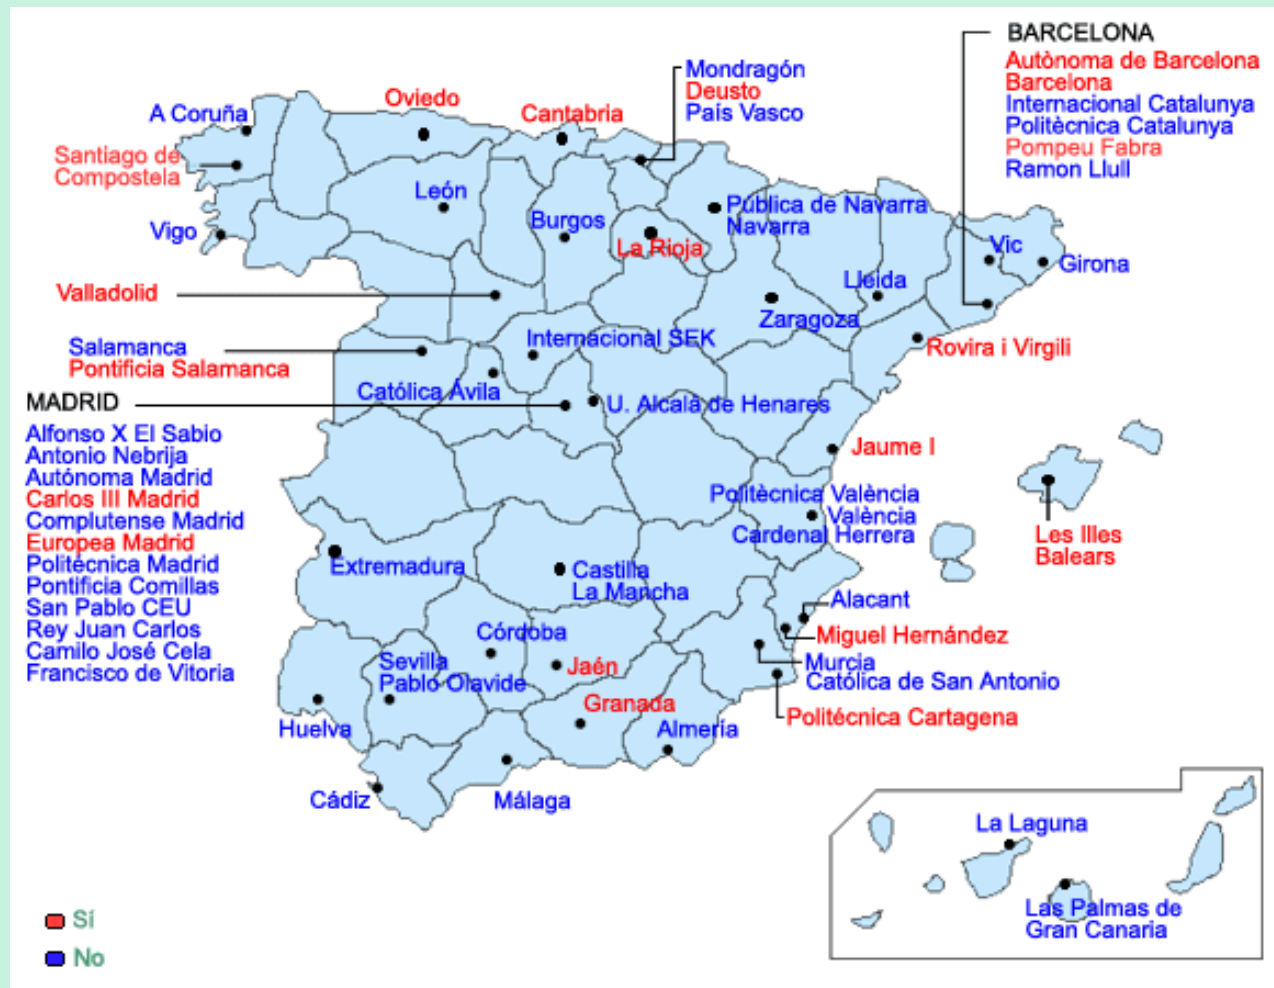 BARCELONA
Autònoma de Barcelona
Barcelona
Internacional Catalunya
Politècnica Catalunya
Pompeu Fabra
Ramon Llull
Mondragón
Deusto
País Vasco
Oviedo
Cantabria
A Coruña
Santiago de
Compostela
León
Burgos
Pública de Navarra
Navarra
Vigo
La Rioja
Vic
Girona
Valladolid
Lleida
Zaragoza
Salamanca
Pontificia Salamanca
Internacional SEK
Rovira i Virgili
Católica Ávila
U. Alcalá de Henares
MADRID
Alfonso X El Sabio
Antonio Nebrija
Autónoma Madrid
Carlos III Madrid
Complutense Madrid
Europea Madrid
Politécnica Madrid
Pontificia Comillas
San Pablo CEU
Rey Juan Carlos
Camilo José Cela
Francisco de Vitoria
Jaume I
Politècnica València
València
Cardenal Herrera
Les Illes
Balears
Extremadura
Castilla
La Mancha
Alacant
Miguel Hernández
Córdoba
Sevilla
Pablo Olavide
Jaén
Murcia
Católica de San Antonio
Granada
Politécnica Cartagena
Huelva
Almería
Cádiz
Málaga
La Laguna
Las Palmas de
Gran Canaria
Sí
No